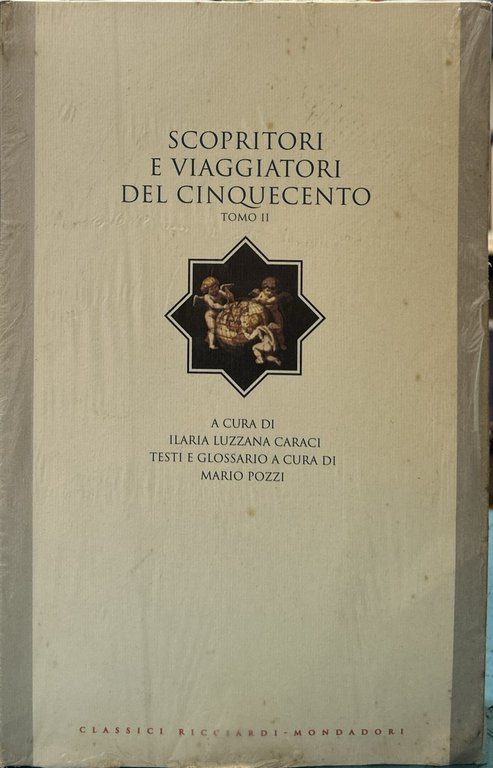 SCOPRITORI
E VIAGGIATORI
DEL CINQUECENTO
TOMO II
A CURA DI
ILARIA LUZZANA CARACI
TESTI E GLOSSARIO A CURA DI
MARIO POZZI
CLASSICI RICCIARDI-MONDADORI